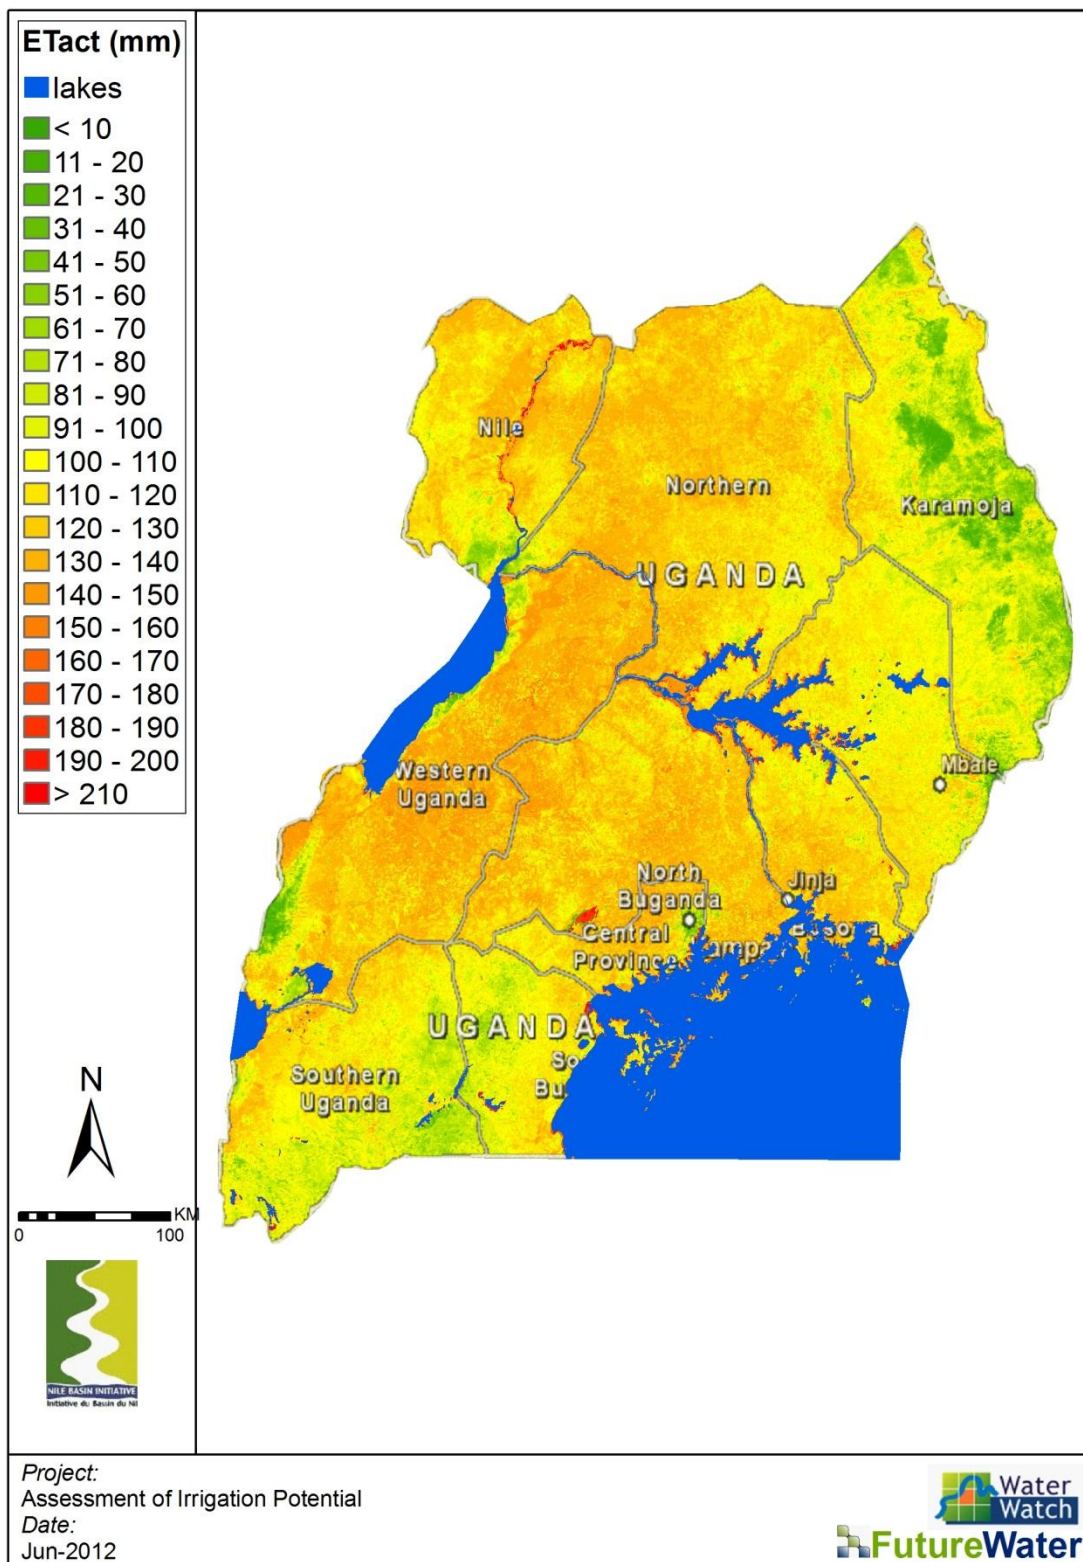 ETact (mm)
lakes
< 10
11 - 20
21 - 30
31 - 40
41 - 50
51 - 60
61 - 70
71 - 80
81 - 90
91 - 100
100 - 110
110 - 120
120 - 130
130 - 140
140 - 150
150 - 160
160 - 170
170 - 180
180 - 190
190 - 200
> 210
Nile
Northern
Karamoja
UGANDA
Western
Uganda
Mbale
North
Buganda
Jinja
Central
Province
UGANDA
Southern
Uganda
So
Bu
N
KM
0
100
NILE BASIN INITIATIVE
Initiative du Bassin du Nil
Project:
Assessment of Irrigation Potential
Date:
Jun-2012
Water
Watch
FutureWater